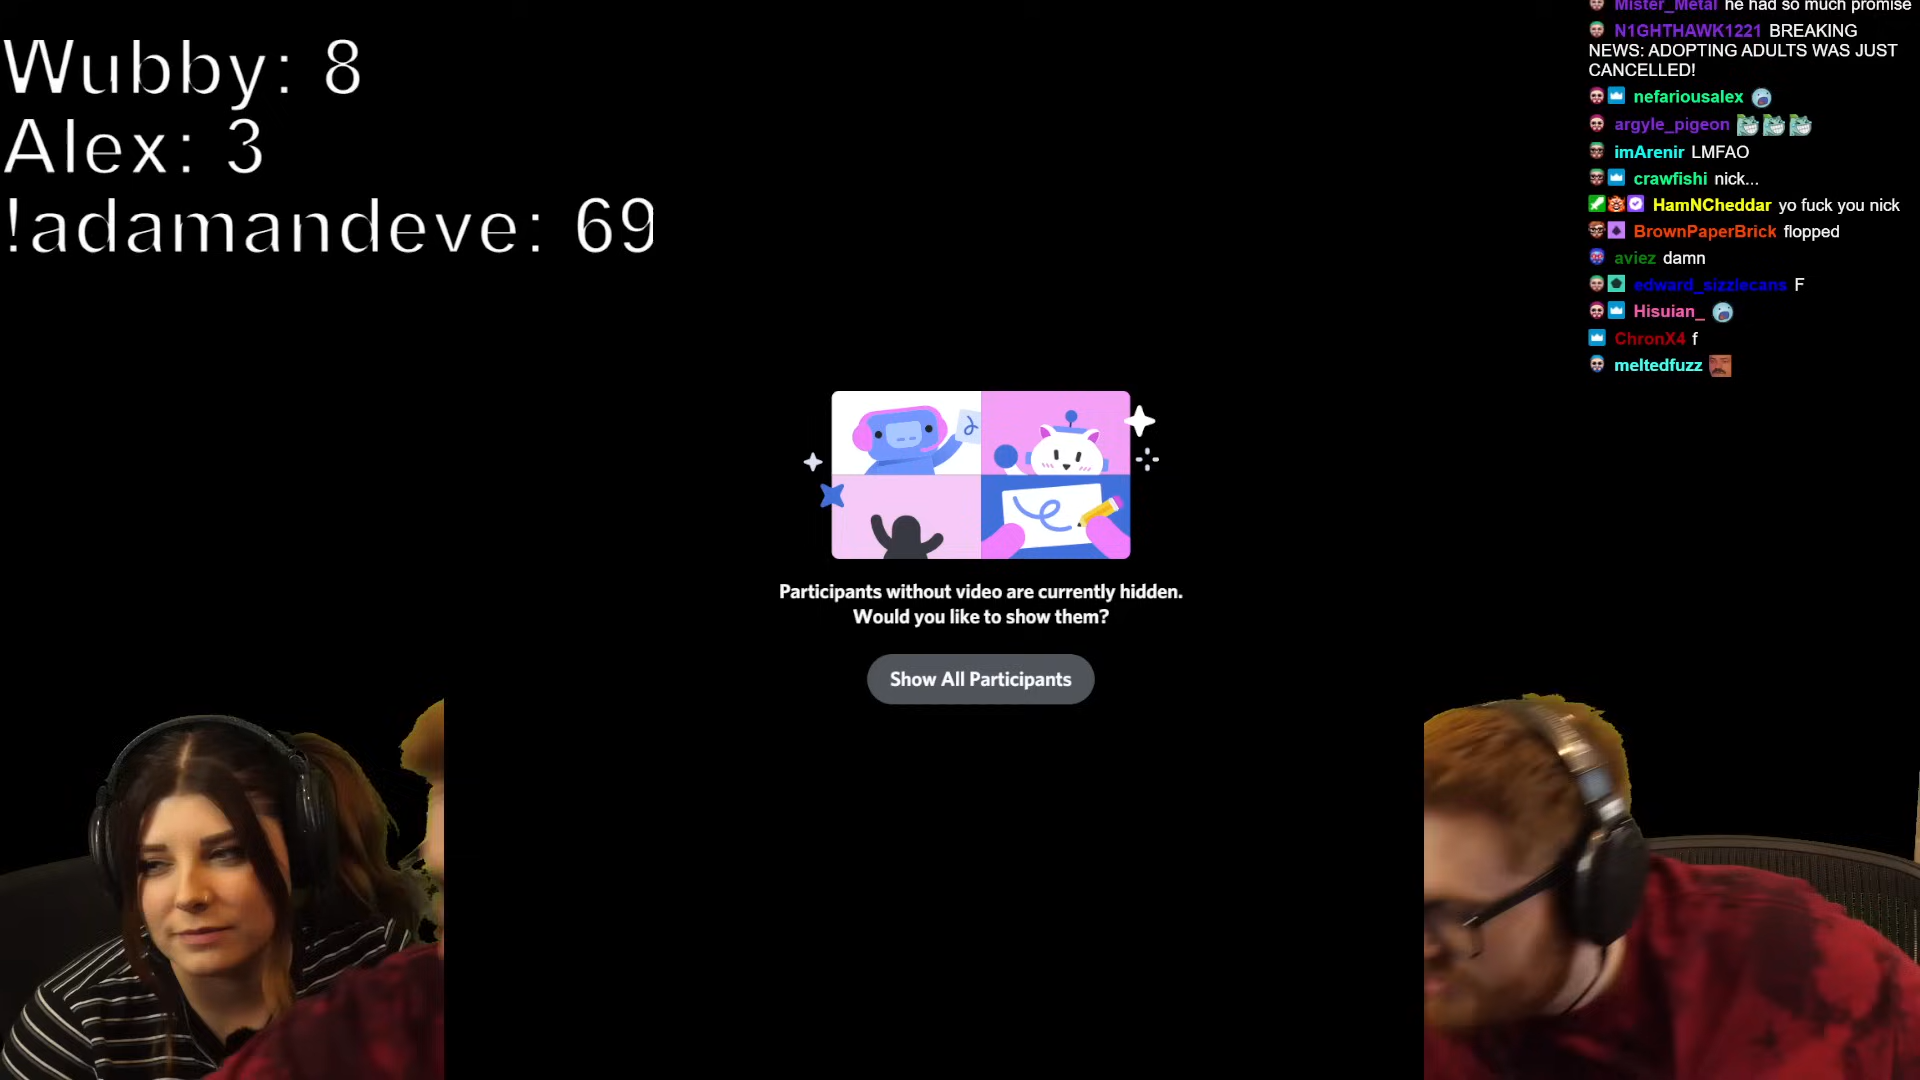 Wubby: 8
Alex: 3
!adamandeve: 69
Mister_Metal he had so much promise
N1GHTHAWK1221 BREAKING
NEWS: ADOPTING ADULTS WAS JUST
CANCELLED!
nefariousalex
argyle_pigeon
imArenir LMFAO
crawfishi nick...
HamNCheddar yo fuck you nick
BrownPaperBrick flopped
aviez damn
edward_sizzlecans F
Hisuian_
ChronX4 f
meltedfuzz
Participants without video are currently hidden.
Would you like to show them?
Show All Participants